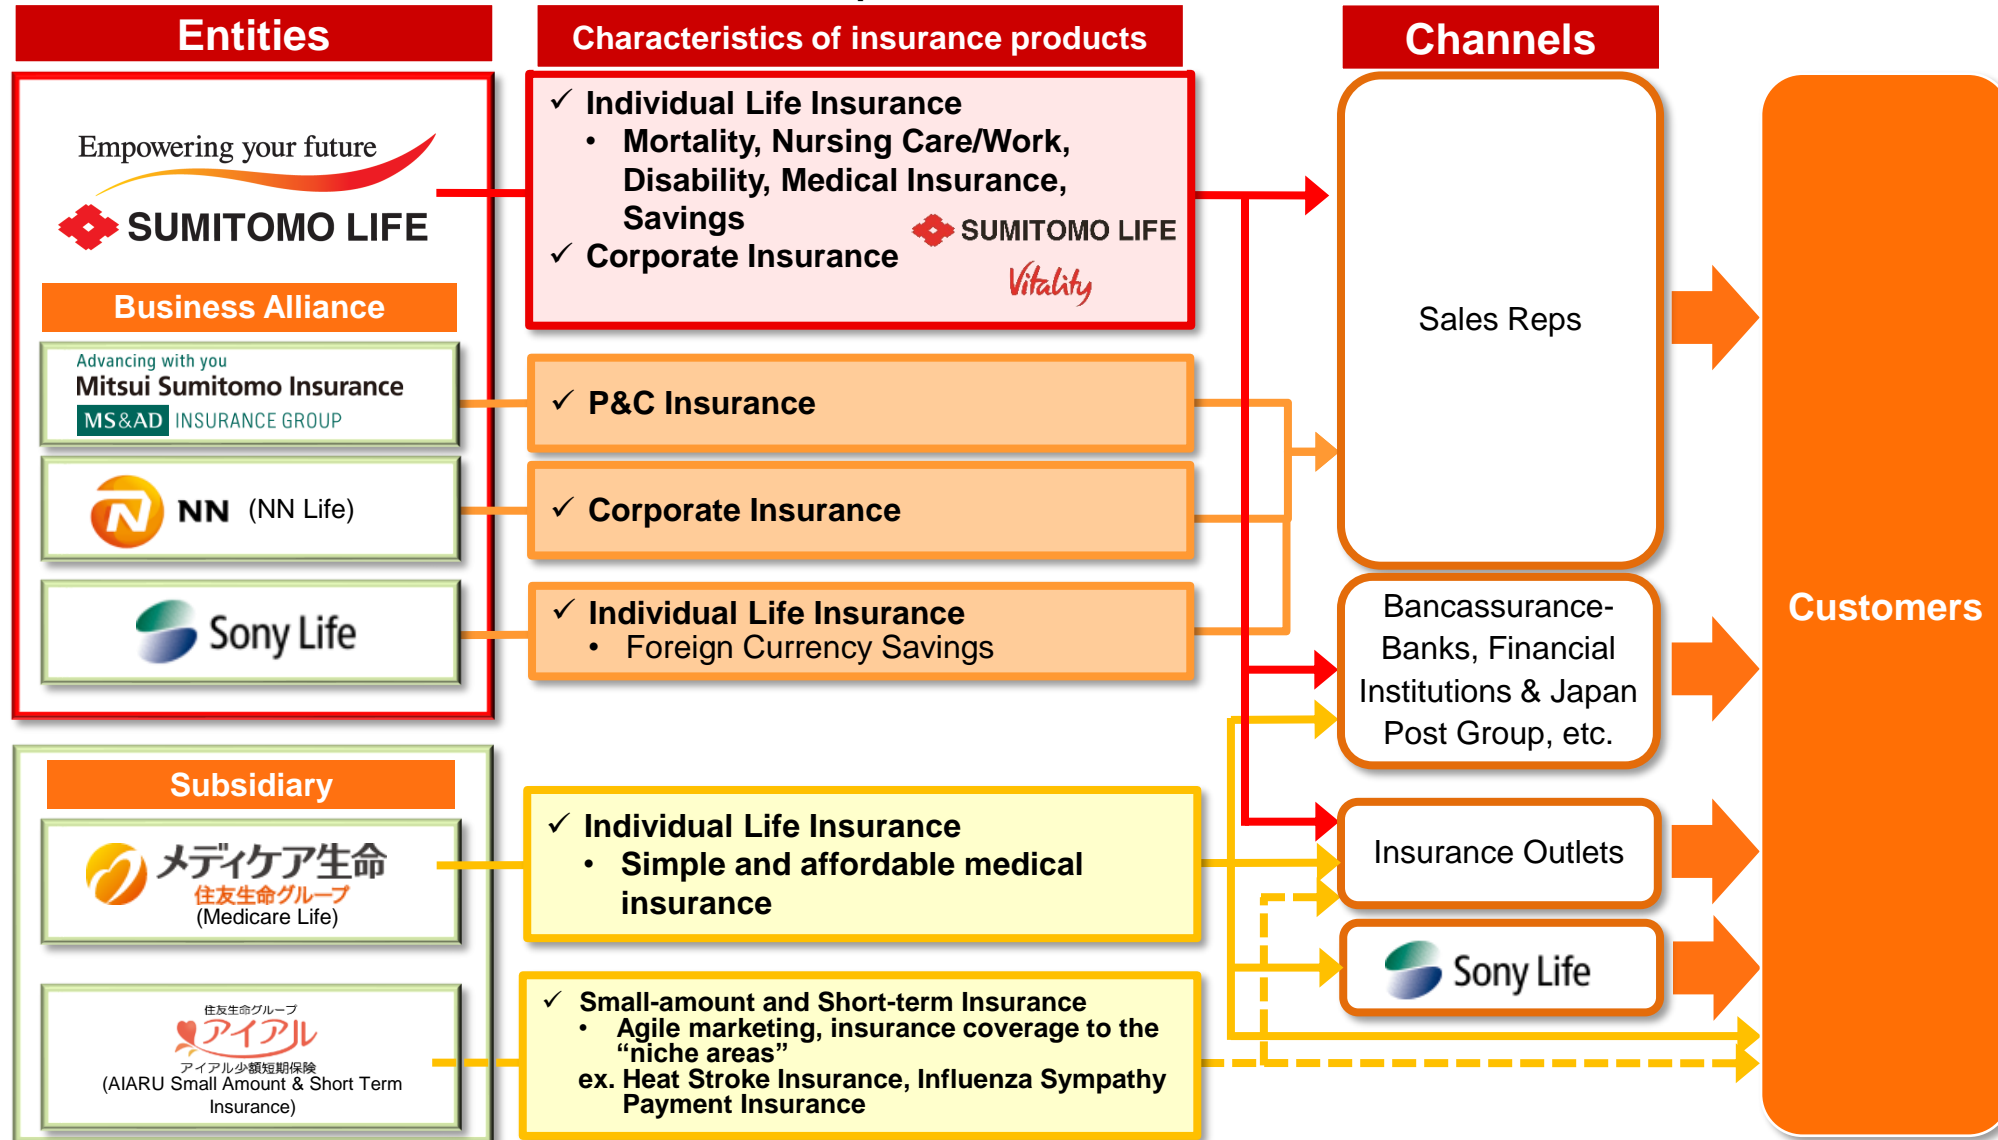 Entities
Characteristics of insurance products
Channels
Empowering your future
SUMITOMO LIFE
Business Alliance
Advancing with you
Mitsui Sumitomo Insurance
MS&AD INSURANCE GROUP
NN (NN Life)
Sony Life
Subsidiary
メディケア生命
住友生命グループ
(Medicare Life)
住友生命グループ
アイアル
アイアル少額短期保険
(AIARU Small Amount & Short Term
Insurance)
✓ Individual Life Insurance
• Mortality, Nursing Care/Work,
Disability, Medical Insurance,
Savings
✓ Corporate Insurance
SUMITOMO LIFE
Vitality
✓ P&C Insurance
✓ Corporate Insurance
✓ Individual Life Insurance
• Foreign Currency Savings
✓ Individual Life Insurance
• Simple and affordable medical
insurance
✓ Small-amount and Short-term Insurance
• Agile marketing, insurance coverage to the
“niche areas”
ex. Heat Stroke Insurance, Influenza Sympathy
Payment Insurance
Sales Reps
Bancassurance-
Banks, Financial
Institutions & Japan
Post Group, etc.
Insurance Outlets
Sony Life
Customers